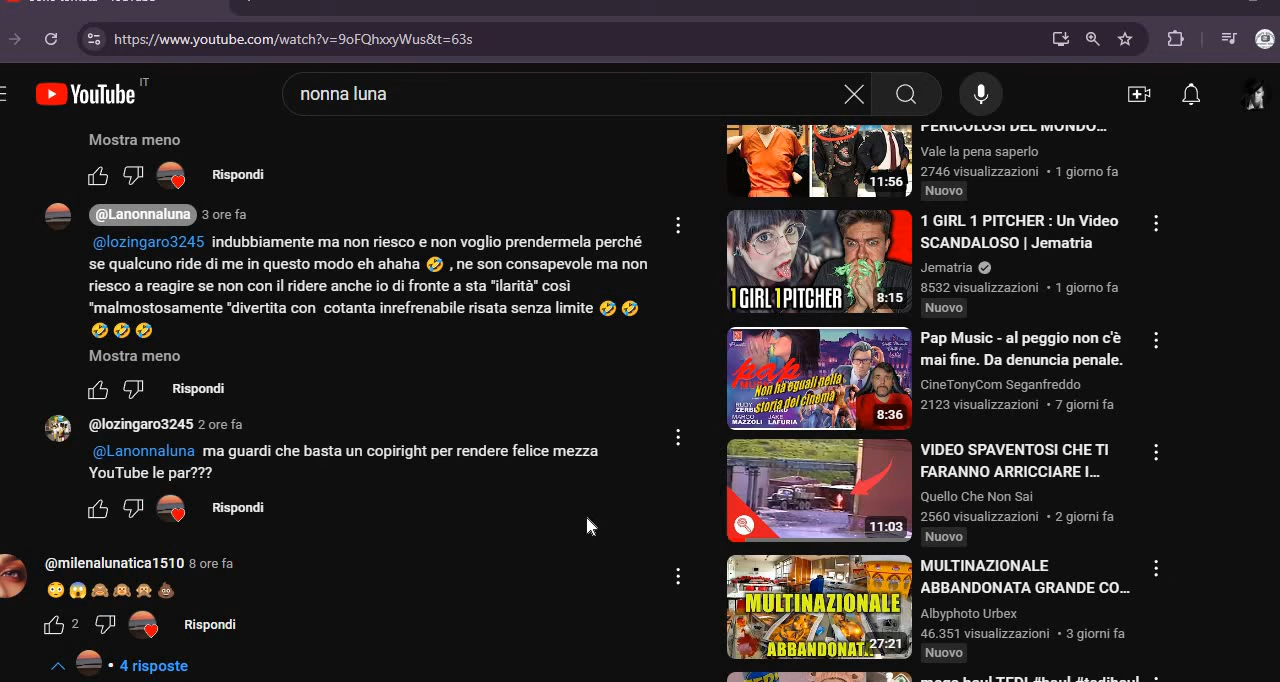 https://www.youtube.com/watch?v=9oFQhxxyWus&t=63s
YouTube
IT
nonna luna
Mostra meno
Rispondi
@Lanonnaluna 3 ore fa
@lozingaro3245 indubbiamente ma non riesco e non voglio prendermela perché
se qualcuno ride di me in questo modo eh ahaha 🤣 , ne son consapevole ma non
riesco a reagire se non con il ridere anche io di fronte a sta "ilarità" così
"malmostosamente "divertita con cotanta inrefrenabile risata senza limite 🤣 🤣
🤣 🤣 🤣
Mostra meno
Rispondi
@lozingaro3245 2 ore fa
@Lanonnaluna ma guardi che basta un copiright per rendere felice mezza
YouTube le par???
Rispondi
@milenalunatica1510 8 ore fa
😳 😱 🙈 🙉 🙊 💩
2
Rispondi
• 4 risposte
PERICOLOSI DEL MONDO...
Vale la pena saperlo
2746 visualizzazioni • 1 giorno fa
Nuovo
11:56
1 GIRL 1 PITCHER : Un Video
SCANDALOSO | Jematria
Jematria
8532 visualizzazioni • 1 giorno fa
Nuovo
1 GIRL 1 PITCHER
8:15
Pap Music - al peggio non c'è
mai fine. Da denuncia penale.
CineTonyCom Seganfreddo
2123 visualizzazioni • 7 giorni fa
pap
Non ha eguali nella
storia del cinema
8:36
VIDEO SPAVENTOSI CHE TI
FARANNO ARRICCIARE I...
Quello Che Non Sai
2560 visualizzazioni • 2 giorni fa
Nuovo
11:03
MULTINAZIONALE
ABBANDONATA GRANDE CO...
Albyphoto Urbex
46.351 visualizzazioni • 3 giorni fa
Nuovo
MULTINAZIONALE
ABBANDONAT
27:21